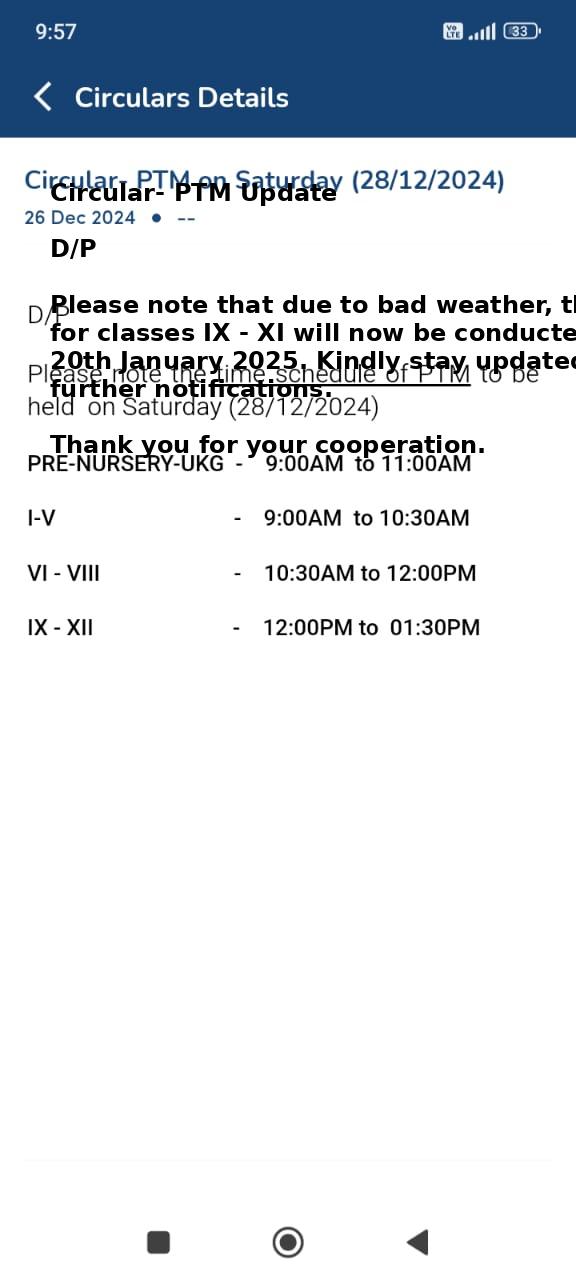 9:57
Vo LTE 33
Circulars Details
Circular- PTM on Saturday (28/12/2024)
Circular- PTM Update
26 Dec 2024 • --
D/P
Please note that due to bad weather, th
D/P
for classes IX - XI will now be conducte
20th January 2025. Kindly stay updated
Please note the time schedule of PTM to be
further notifications.
held on Saturday (28/12/2024)
Thank you for your cooperation.
PRE-NURSERY-UKG - 9:00AM to 11:00AM
I-V - 9:00AM to 10:30AM
VI - VIII - 10:30AM to 12:00PM
IX - XII - 12:00PM to 01:30PM